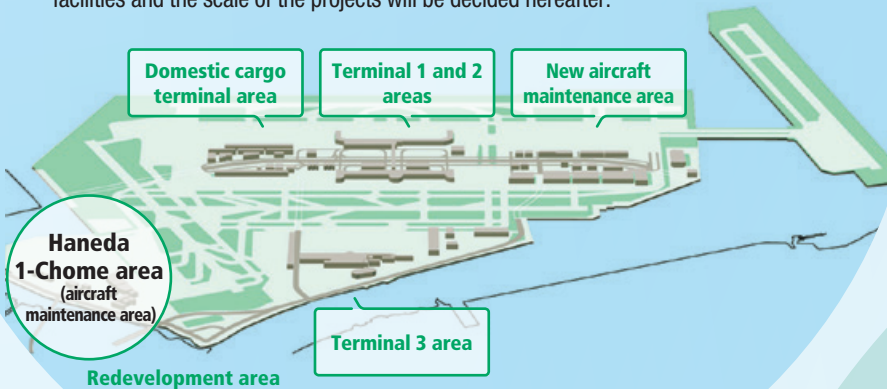 facilities and the scale of the projects will be decided hereafter.
Domestic cargo
terminal area
Terminal 1 and 2
areas
New aircraft
maintenance area
Haneda
1-Chome area
(aircraft
maintenance area)
Terminal 3 area
Redevelopment area